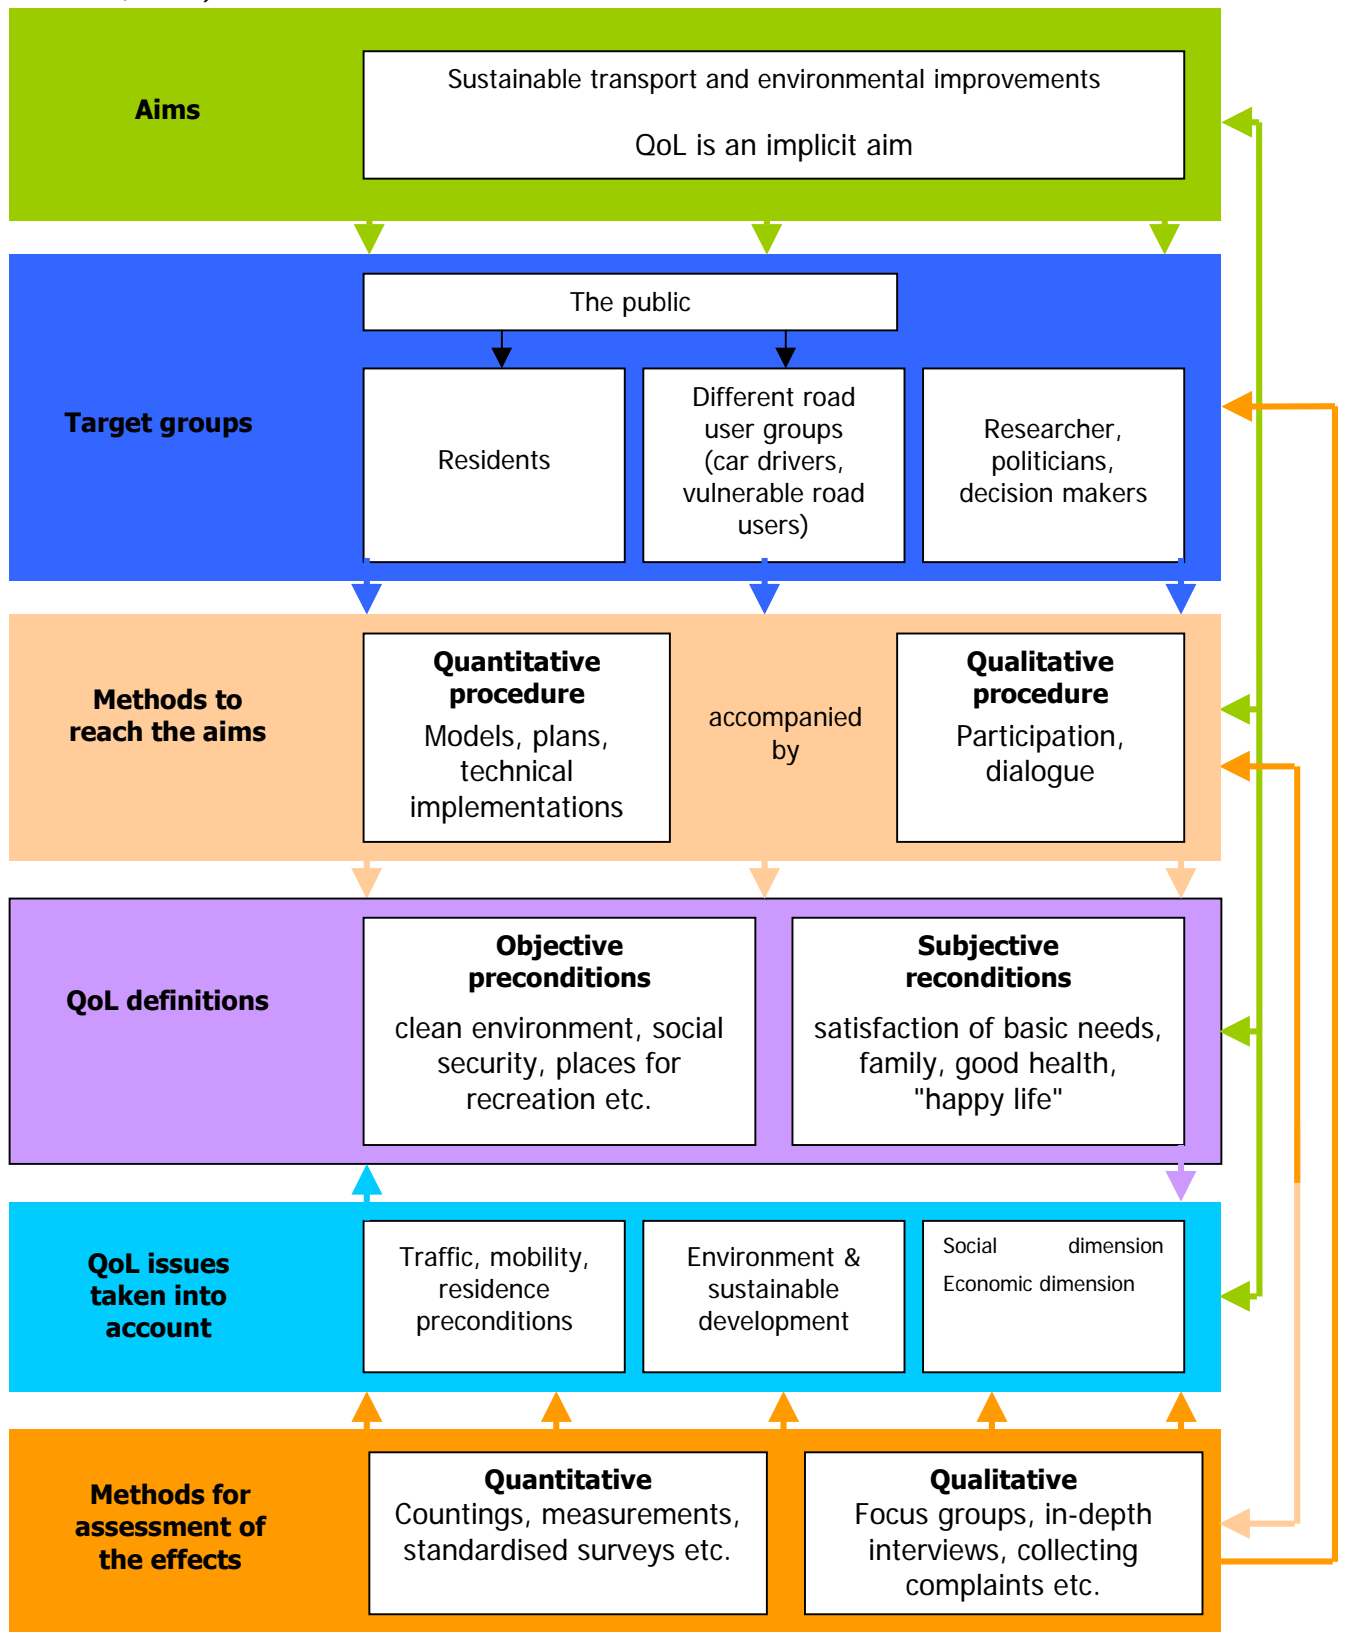 Aims
Sustainable transport and environmental improvements
QoL is an implicit aim
Target groups
The public
Residents
Different road
user groups
(car drivers,
vulnerable road
users)
Researcher,
politicians,
decision makers
Methods to
reach the aims
Quantitative
procedure
Models, plans,
technical
implementations
accompanied
by
Qualitative
procedure
Participation,
dialogue
QoL definitions
Objective
preconditions
clean environment, social
security, places for
recreation etc.
Subjective
reconditions
satisfaction of basic needs,
family, good health,
"happy life"
QoL issues
taken into
account
Traffic, mobility,
residence
preconditions
Environment &
sustainable
development
Social dimension
Economic dimension
Methods for
assessment of
the effects
Quantitative
Countings, measurements,
standardised surveys etc.
Qualitative
Focus groups, in-depth
interviews, collecting
complaints etc.